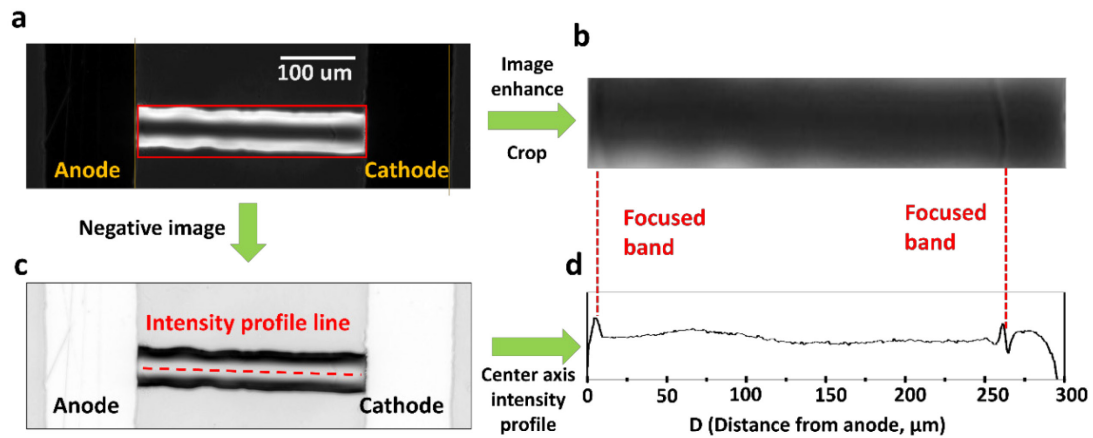 a
100 um
Anode
Cathode
Image
enhance
Crop
b
Focused
band
Focused
band
Negative image
c
Intensity profile line
Anode
Cathode
Center axis
intensity
profile
d
0
50
100
150
200
250
300
D (Distance from anode, μm)